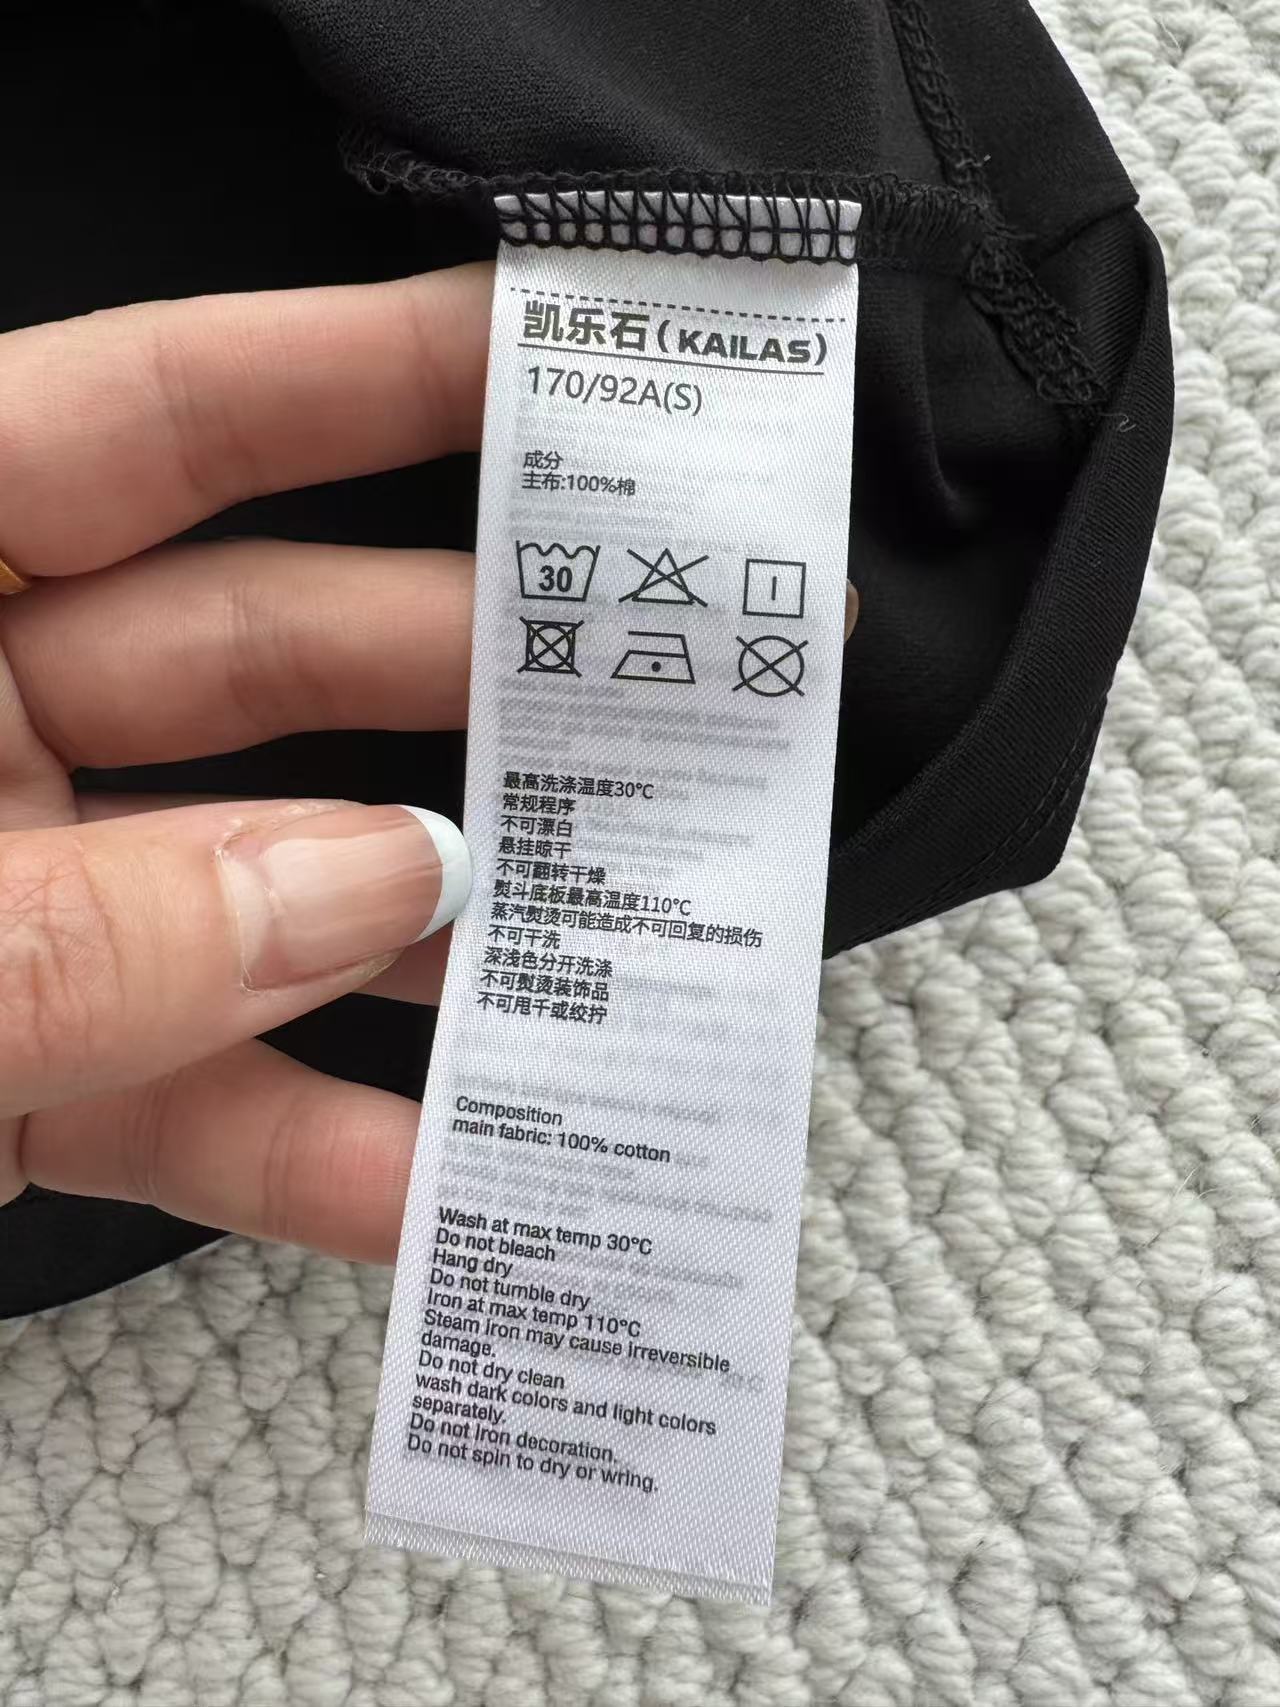 凯乐石(KAILAS)
170/92A(S)
成分
主布:100%棉
30
最高洗涤温度30℃
常规程序
不可漂白
悬挂晾干
不可翻转干燥
熨斗底板最高温度110℃
蒸汽熨烫可能造成不可回复的损伤
不可干洗
深浅色分开洗涤
不可熨烫装饰品
不可甩干或绞拧
Composition
main fabric: 100% cotton
Wash at max temp 30℃
Do not bleach
Hang dry
Do not tumble dry
Iron at max temp 110℃
Steam iron may cause irreversible
damage.
Do not dry clean
wash dark colors and light colors
separately.
Do not iron decoration.
Do not spin to dry or wring.